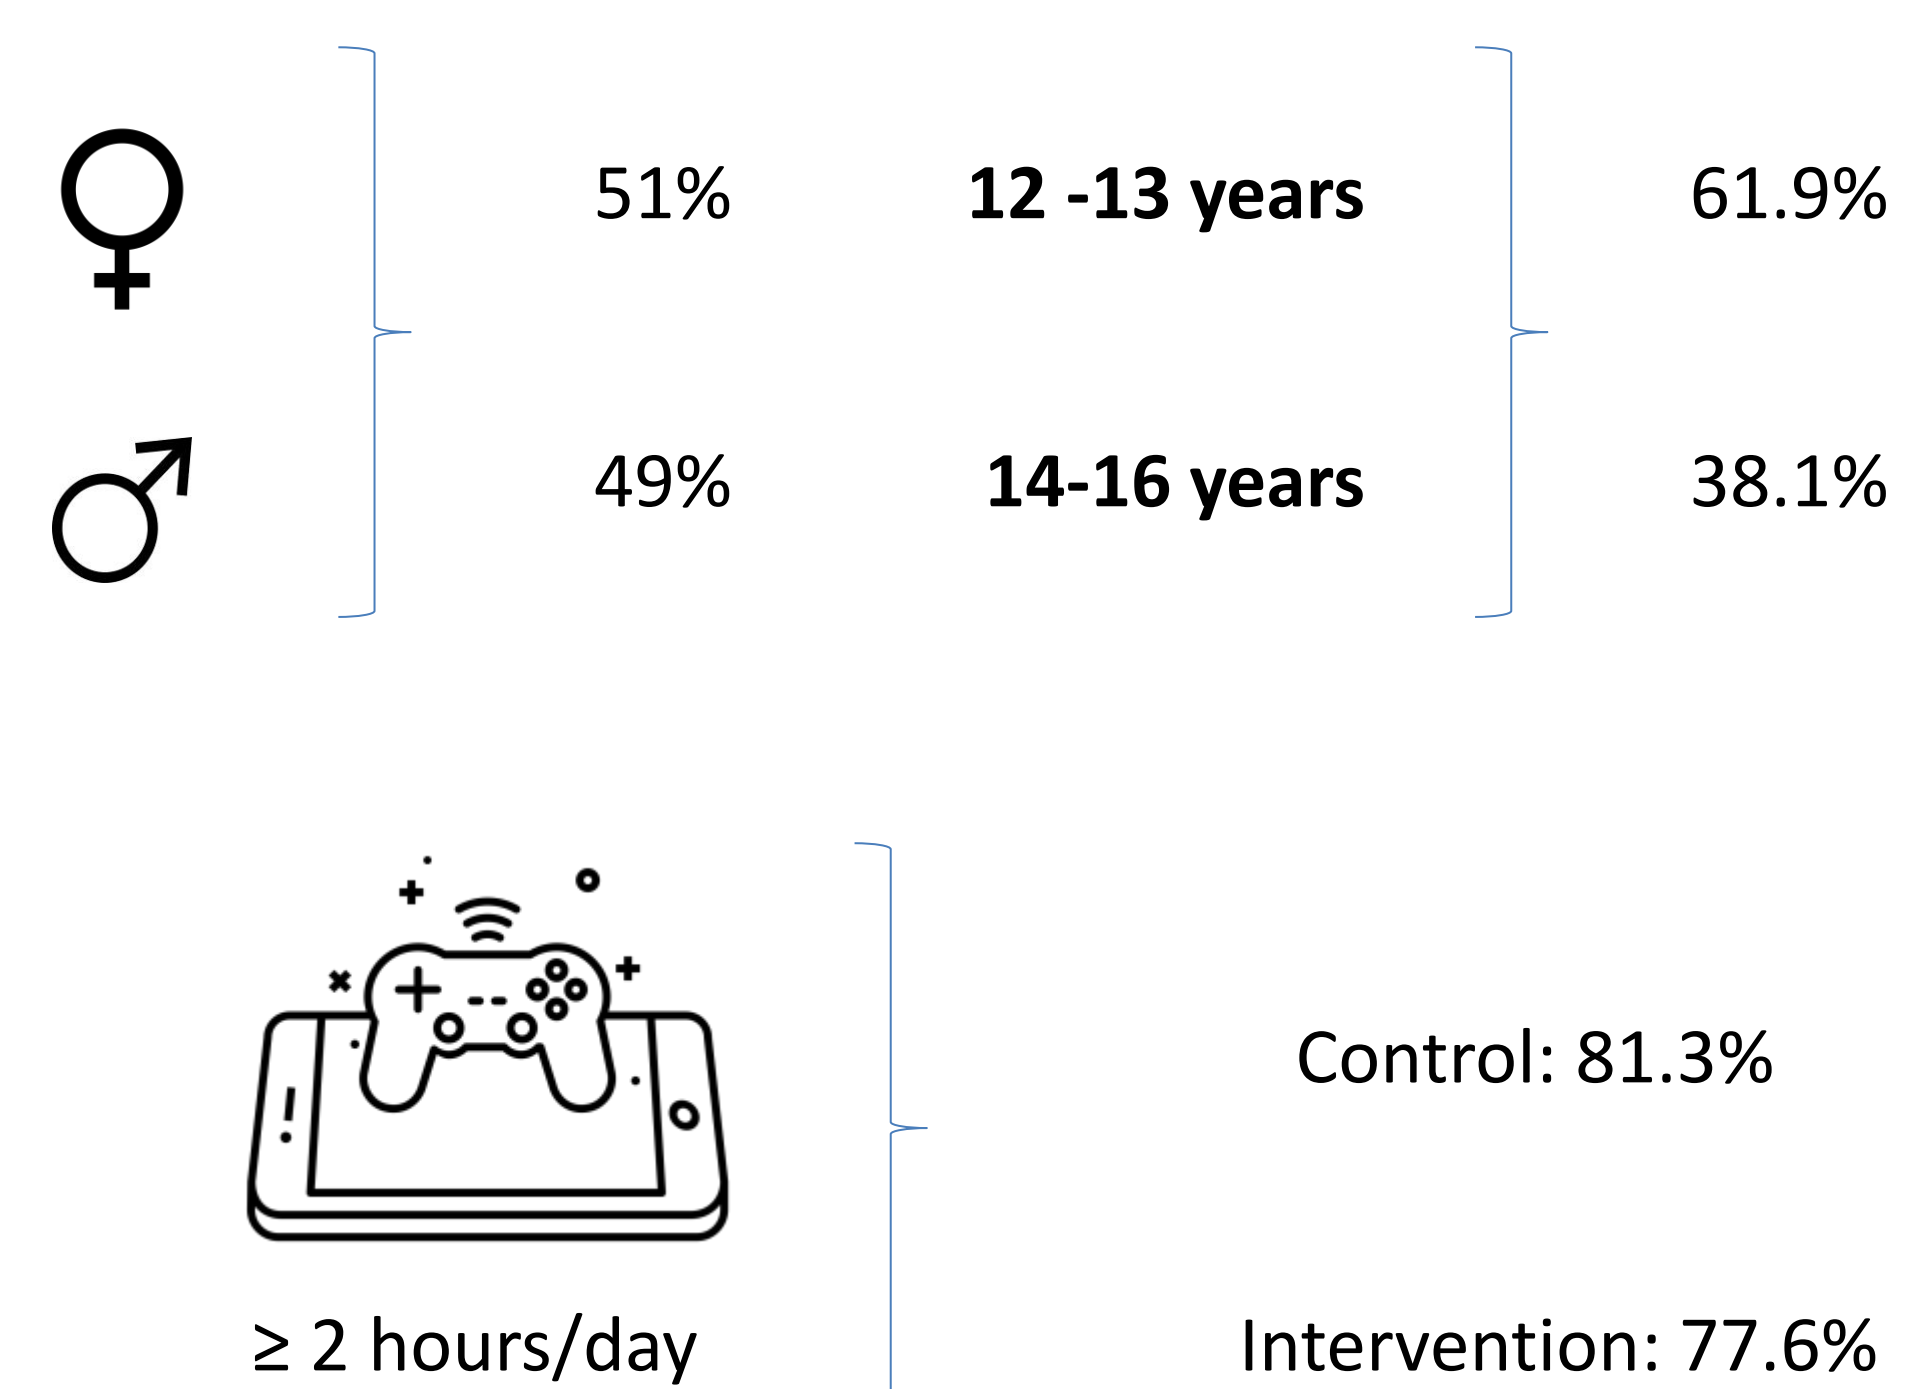 51% 12 -13 years 61.9%
49% 14-16 years 38.1%
Control: 81.3%
≥ 2 hours/day Intervention: 77.6%